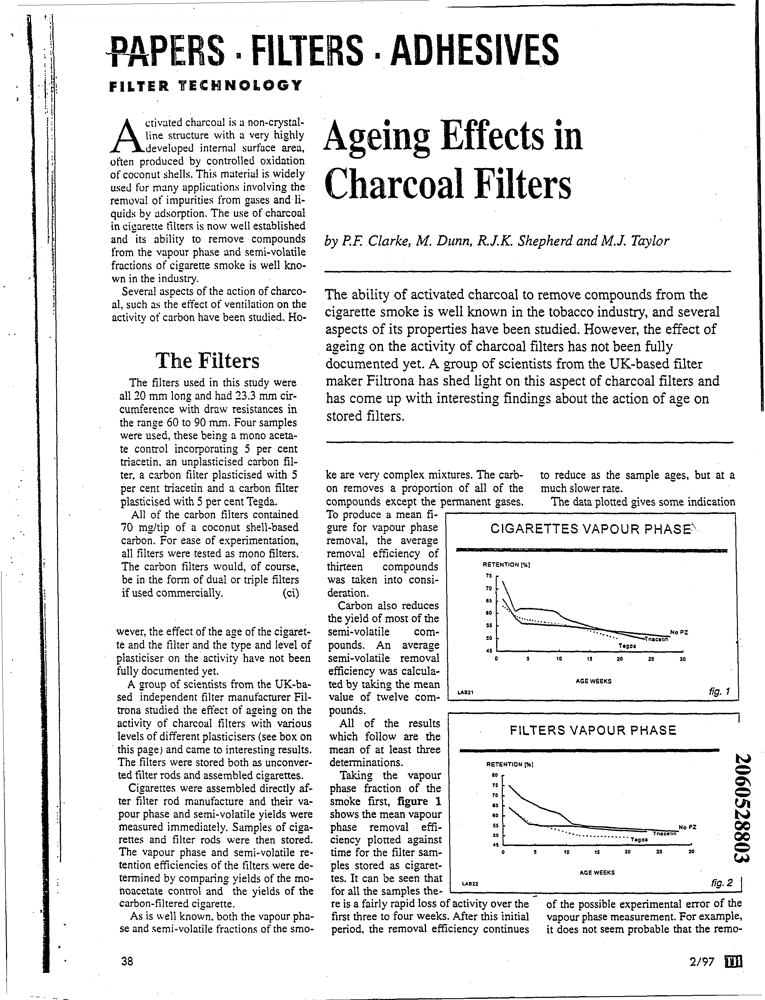 PAPERS · FILTERS · ADHESIVES
FILTER TECHNOLOGY
Activated charcoal is a non-crystal-
line structure with a very highly
developed internal surface area,
often produced by controlled oxidation
of coconut shells. This material is widely
used for many applications involving the
removal of impurities from gases and li-
quids by adsorption. The use of charcoal
in cigarette filters is now well established
and its ability to remove compounds
from the vapour phase and semi-volatile
fractions of cigarette smoke is well kno-
wn in the industry.
Several aspects of the action of charco-
al, such as the effect of ventilation on the
activity of carbon have been studied. Ho-
The Filters
The filters used in this study were
all 20 mm long and had 23.3 mm cir-
cumference with draw resistances in
the range 60 to 90 mm. Four samples
were used, these being a mono aceta-
te control incorporating 5 per cent
triacetin, an unplasticised carbon fil-
ter, a carbon filter plasticised with 5
per cent triacetin and a carbon filter
plasticised with 5 per cent Tegda.
All of the carbon filters contained
70 mg/tip of a coconut shell-based
carbon. For ease of experimentation,
all filters were tested as mono filters.
The carbon filters would, of course,
be in the form of dual or triple filters
if used commercially. (ci)
wever, the effect of the age of the cigaret-
te and the filter and the type and level of
plasticiser on the activity have not been
fully documented yet.
A group of scientists from the UK-ba-
sed independent filter manufacturer Fil-
trona studied the effect of ageing on the
activity of charcoal filters with various
levels of different plasticisers (see box on
this page) and came to interesting results.
The filters were stored both as unconver-
ted filter rods and assembled cigarettes.
Cigarettes were assembled directly af-
ter filter rod manufacture and their va-
pour phase and semi-volatile yields were
measured immediately. Samples of ciga-
rettes and filter rods were then stored.
The vapour phase and semi-volatile re-
tention efficiencies of the filters were de-
termined by comparing yields of the mo-
noacetate control and the yields of the
carbon-filtered cigarette.
As is well known, both the vapour pha-
se and semi-volatile fractions of the smo-
Ageing Effects in
Charcoal Filters
by P.F. Clarke, M. Dunn, R.J.K. Shepherd and M.J. Taylor
The ability of activated charcoal to remove compounds from the
cigarette smoke is well known in the tobacco industry, and several
aspects of its properties have been studied. However, the effect of
ageing on the activity of charcoal filters has not been fully
documented yet. A group of scientists from the UK-based filter
maker Filtrona has shed light on this aspect of charcoal filters and
has come up with interesting findings about the action of age on
stored filters.
ke are very complex mixtures. The carb-
on removes a proportion of all of the
compounds except the permanent gases.
To produce a mean fi-
gure for vapour phase
removal, the average
removal efficiency of
thirteen compounds
was taken into consi-
deration.
Carbon also reduces
the yield of most of the
semi-volatile com-
pounds. An average
semi-volatile removal
efficiency was calcula-
ted by taking the mean
value of twelve com-
pounds.
All of the results
which follow are the
mean of at least three
determinations.
Taking the vapour
phase fraction of the
smoke first, figure 1
shows the mean vapour
phase removal effi-
ciency plotted against
time for the filter sam-
ples stored as cigaret-
tes. It can be seen that
for all the samples the-
re is a fairly rapid loss of activity over the
first three to four weeks. After this initial
period, the removal efficiency continues
to reduce as the sample ages, but at a
much slower rate.
The data plotted gives some indication
CIGARETTES VAPOUR PHASE
RETENTION [%]
75
70
65
60
55
50
45
No PZ
Triacetin
Tegda
0 5 10 15 20 25 30
AGE WEEKS
LAB21
fig. 1
FILTERS VAPOUR PHASE
RETENTION [%]
80
75
70
65
60
55
50
45
No PZ
Triacetin
Tegda
0 5 10 15 20 25 30
AGE WEEKS
LAB22
fig. 2
of the possible experimental error of the
vapour phase measurement. For example,
it does not seem probable that the remo-
2060528803
38
2/97 TJI